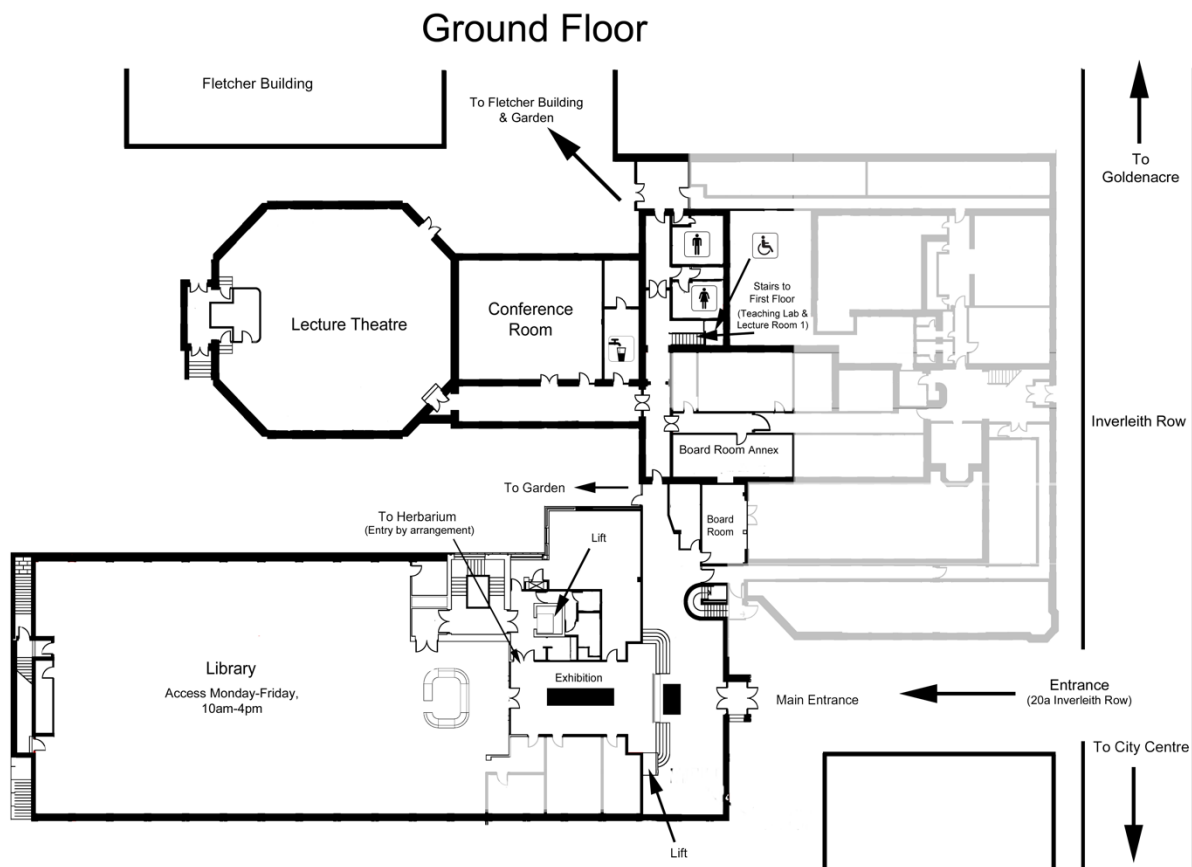 Ground Floor
Fletcher Building
To Fletcher Building
& Garden
To
Goldenacre
Stairs to
First Floor
(Teaching Lab &
Lecture Room 1)
Conference
Room
Lecture Theatre
Inverleith Row
Board Room Annex
To Garden
To Herbarium
(Entry by arrangement)
Board
Room
Lift
Library
Access Monday-Friday,
10am-4pm
Exhibition
Main Entrance
Entrance
(20a Inverleith Row)
To City Centre
Lift